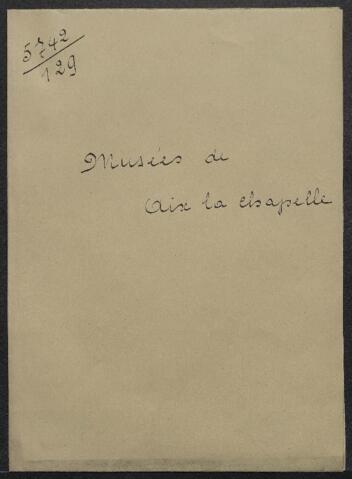 5742
129
Musées de
Aix la chapelle